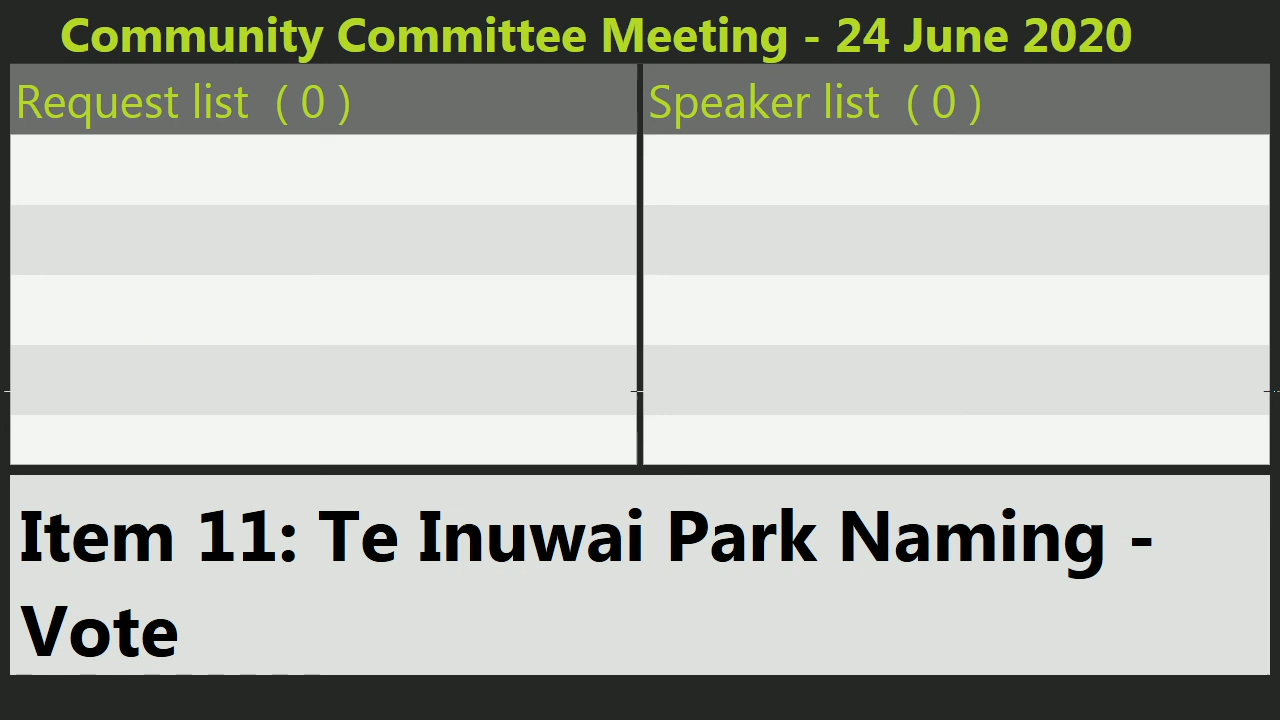 Community Committee Meeting - 24 June 2020
Request list ( 0 )
Speaker list ( 0 )
Item 11: Te Inuwai Park Naming -
Vote